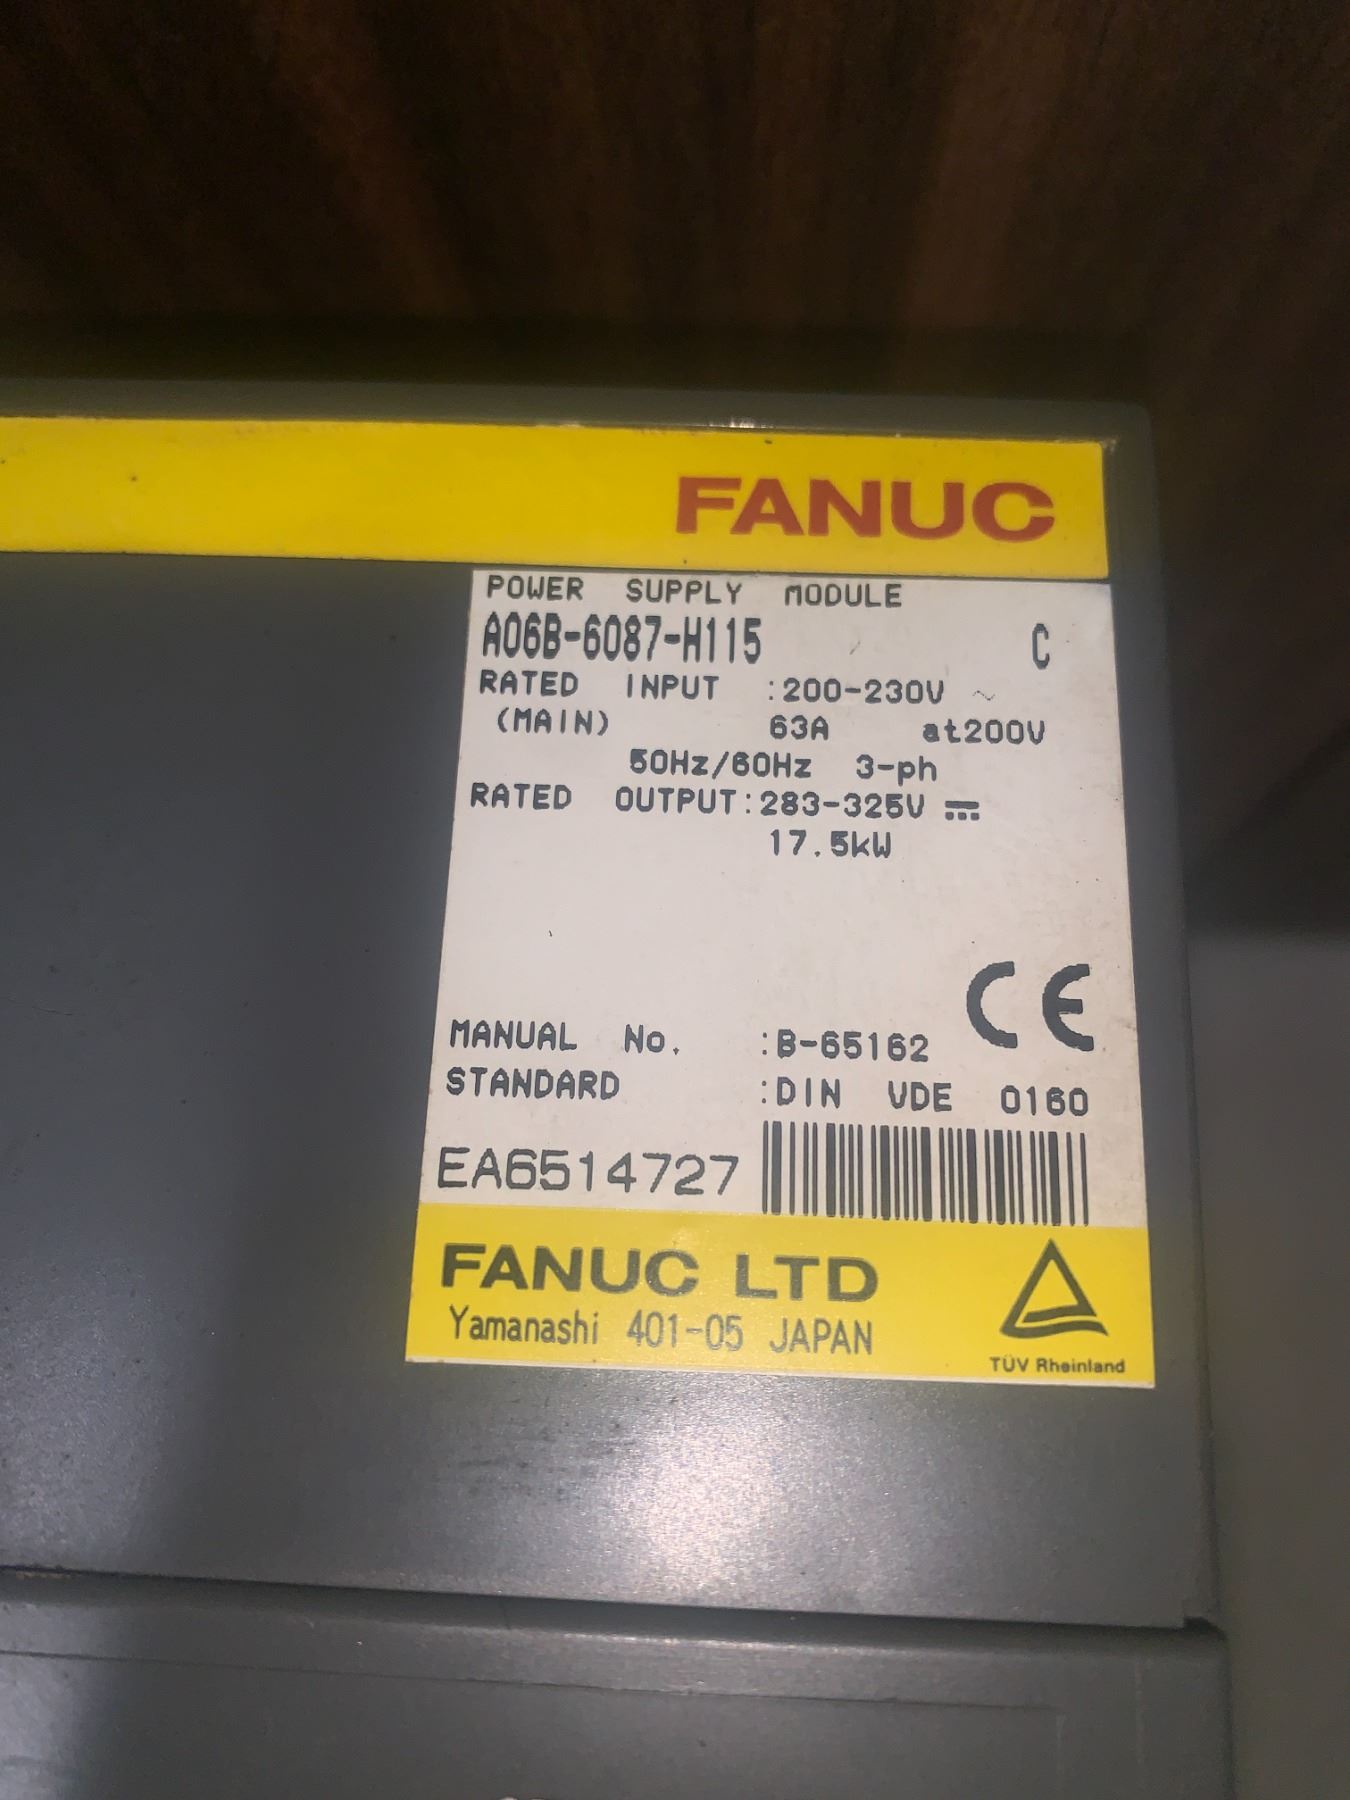 FANUC
POWER SUPPLY MODULE
A06B-6087-H115 C
RATED INPUT :200-230V ~
(MAIN) 63A at200V
50Hz/60Hz 3-ph
RATED OUTPUT:283-325V ⎓
17.5kW
CE
MANUAL No. :B-65162
STANDARD :DIN VDE 0160
EA6514727
FANUC LTD
Yamanashi 401-05 JAPAN
TÜV Rheinland